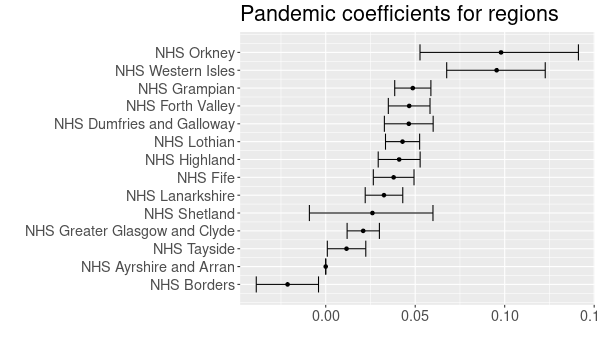 Pandemic coefficients for regions
NHS Orkney
NHS Western Isles
NHS Grampian
NHS Forth Valley
NHS Dumfries and Galloway
NHS Lothian
NHS Highland
NHS Fife
NHS Lanarkshire
NHS Shetland
NHS Greater Glasgow and Clyde
NHS Tayside
NHS Ayrshire and Arran
NHS Borders
0.00 0.05 0.10 0.1